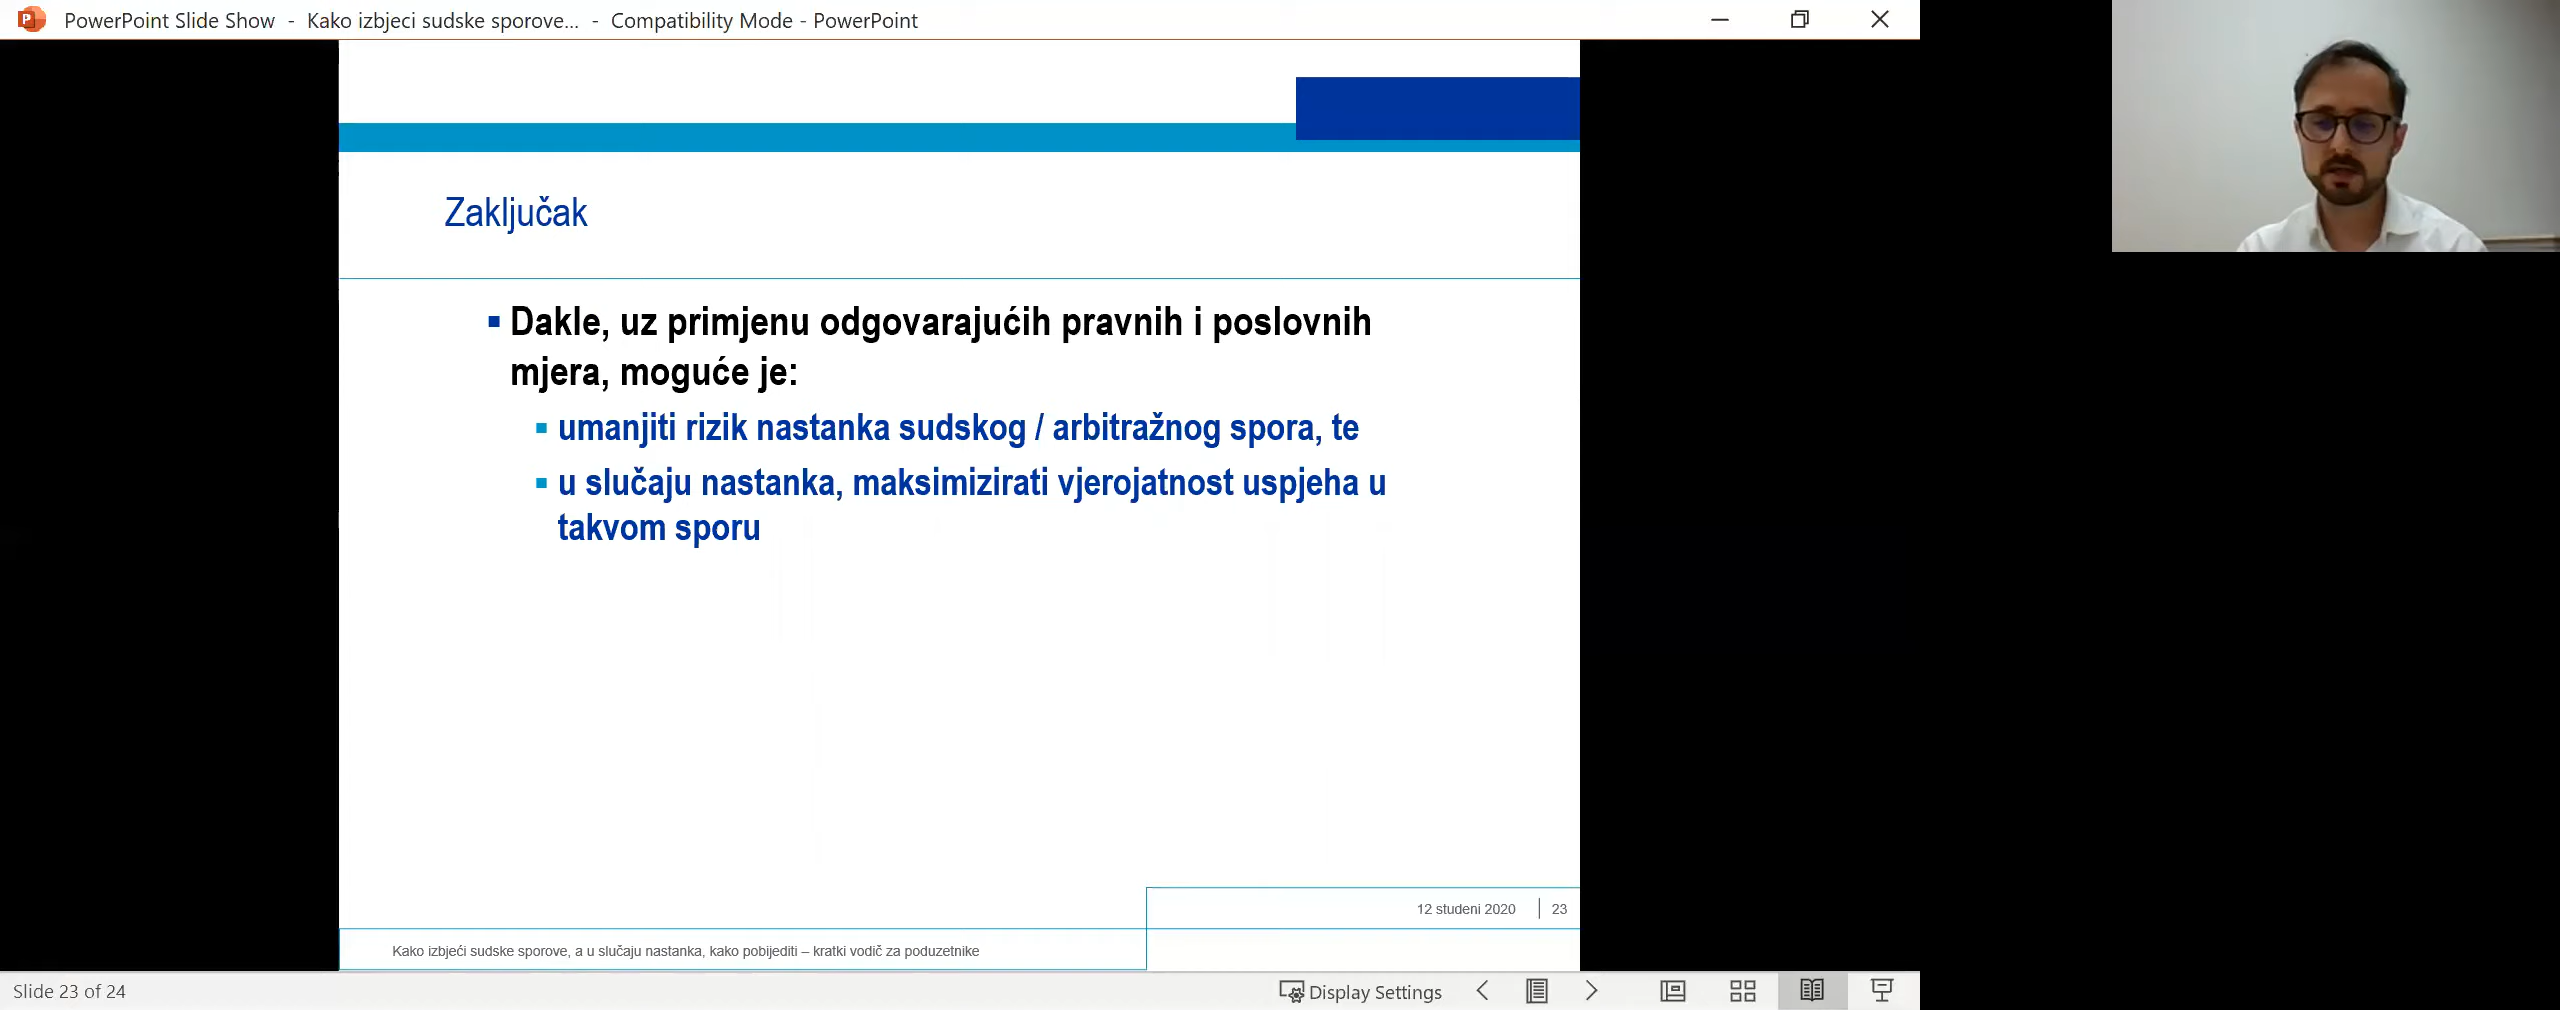 PowerPoint Slide Show - Kako izbjeci sudske sporove... - Compatibility Mode - PowerPoint
Zaključak
Dakle, uz primjenu odgovarajućih pravnih i poslovnih
mjera, moguće je:
umanjiti rizik nastanka sudskog / arbitražnog spora, te
u slučaju nastanka, maksimizirati vjerojatnost uspjeha u
takvom sporu
12 studeni 2020 | 23
Kako izbjeći sudske sporove, a u slučaju nastanka, kako pobijediti – kratki vodič za poduzetnike
Slide 23 of 24
Display Settings